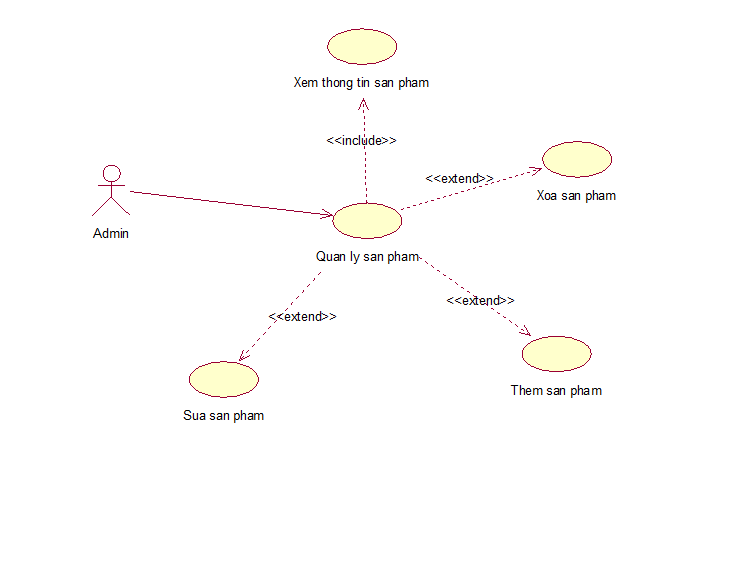 Xem thong tin san pham
<<include>>
<<extend>>
Xoa san pham
Admin
Quan ly san pham
<<extend>>
<<extend>>
Them san pham
Sua san pham